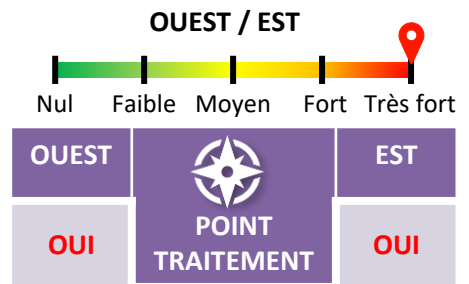 OUEST / EST
Nul Faible Moyen Fort Très fort
OUEST EST
POINT
TRAITEMENT
OUI OUI